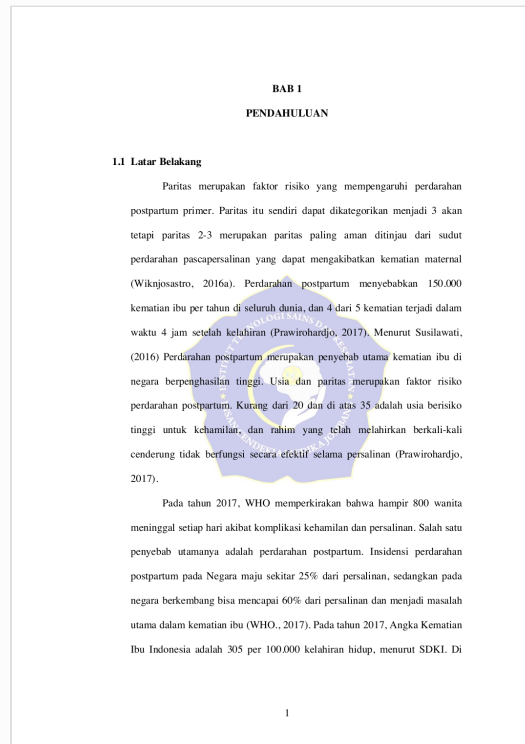 BAB 1
PENDAHULUAN
1.1 Latar Belakang
Paritas merupakan faktor risiko yang mempengaruhi perdarahan
postpartum primer. Paritas itu sendiri dapat dikategorikan menjadi 3 akan
tetapi paritas 2-3 merupakan paritas paling aman ditinjau dari sudut
perdarahan pascapersalinan yang dapat mengakibatkan kematian maternal
(Wiknjosastro, 2016a). Perdarahan postpartum menyebabkan 150.000
kematian ibu per tahun di seluruh dunia, dan 4 dari 5 kematian terjadi dalam
waktu 4 jam setelah kelahiran (Prawirohardjo, 2017). Menurut Susilawati,
(2016) Perdarahan postpartum merupakan penyebab utama kematian ibu di
negara berpenghasilan tinggi. Usia dan paritas merupakan faktor risiko
perdarahan postpartum. Kurang dari 20 dan di atas 35 adalah usia berisiko
tinggi untuk kehamilan, dan rahim yang telah melahirkan berkali-kali
cenderung tidak berfungsi secara efektif selama persalinan (Prawirohardjo,
2017).
Pada tahun 2017, WHO memperkirakan bahwa hampir 800 wanita
meninggal setiap hari akibat komplikasi kehamilan dan persalinan. Salah satu
penyebab utamanya adalah perdarahan postpartum. Insidensi perdarahan
postpartum pada Negara maju sekitar 25% dari persalinan, sedangkan pada
negara berkembang bisa mencapai 60% dari persalinan dan menjadi masalah
utama dalam kematian ibu (WHO., 2017). Pada tahun 2017, Angka Kematian
Ibu Indonesia adalah 305 per 100.000 kelahiran hidup, menurut SDKI. Di
1